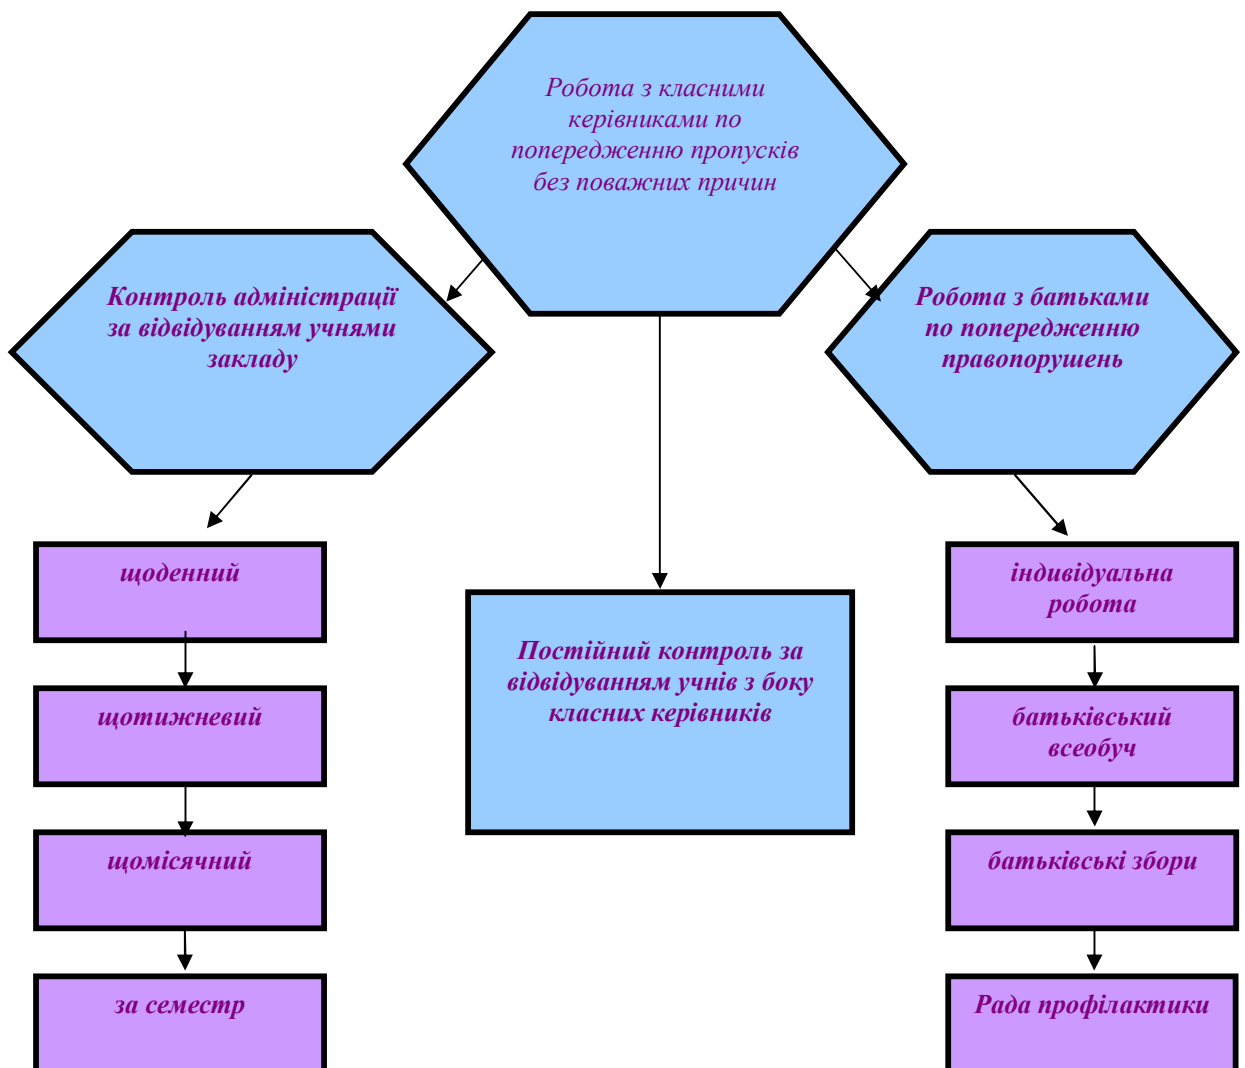 Робота з класними
керівниками по
попередженню пропусків
без поважних причин
Контроль адміністрації
за відвідуванням учнями
закладу
Робота з батьками
по попередженню
правопорушень
щоденний
щотижневий
щомісячний
за семестр
Постійний контроль за
відвідуванням учнів з боку
класних керівників
індивідуальна
робота
батьківський
всеобуч
батьківські збори
Рада профілактики